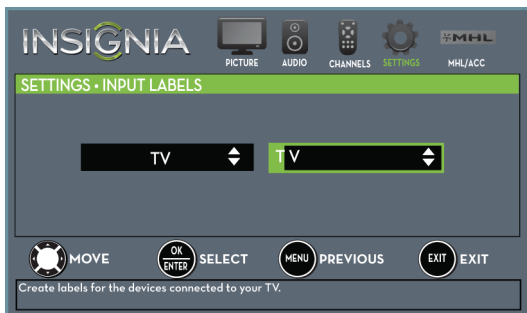 INSIGNIA
PICTURE AUDIO CHANNELS SETTINGS MHL MHL/ACC
SETTINGS • INPUT LABELS
TV TV
MOVE OK ENTER SELECT MENU PREVIOUS EXIT EXIT
Create labels for the devices connected to your TV.